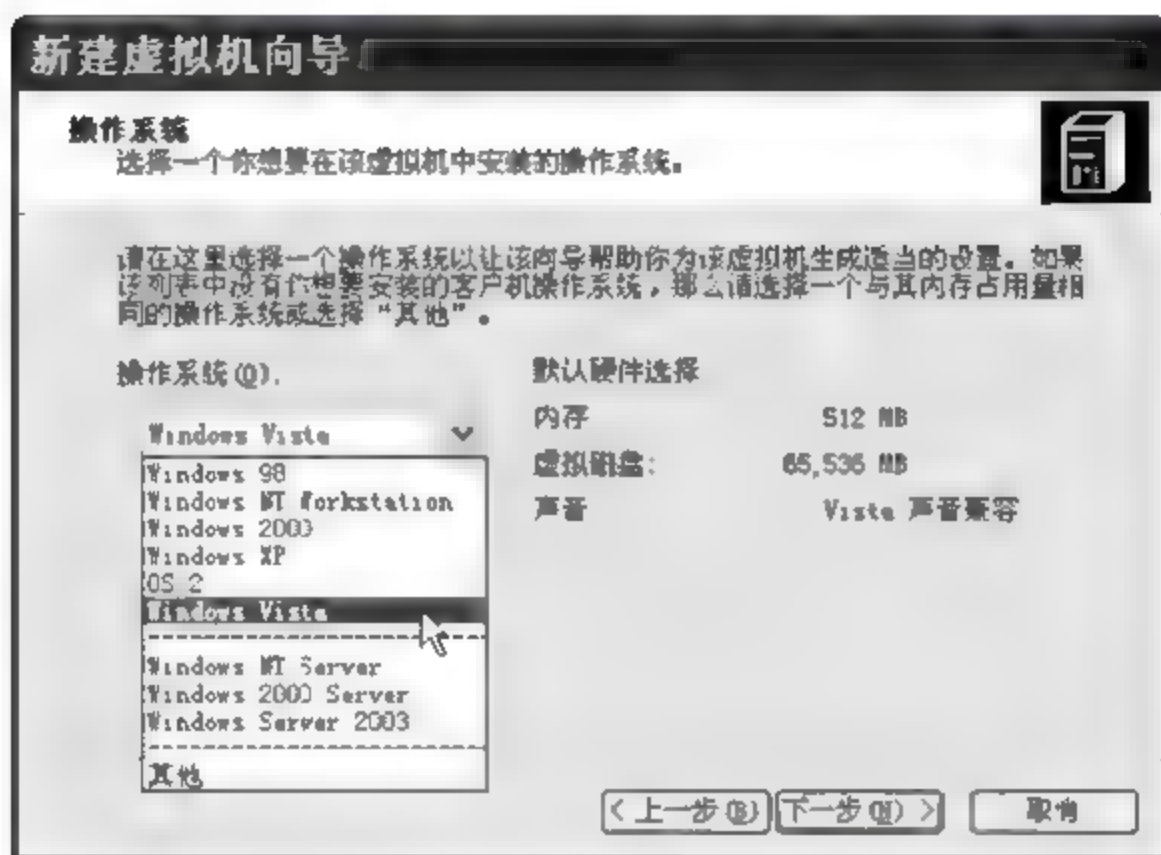 新建虚拟机向导
操作系统
选择一个你想要在该虚拟机中安装的操作系统。
请在这里选择一个操作系统以让该向导帮助你为该虚拟机生成适当的设置。如果
该列表中没有你想要安装的客户机操作系统，那么请选择一个与其内存占用量相
同的操作系统或选择“其他”。
操作系统(O).
默认硬件选择
Windows Vista
内存 512 MB
虚拟磁盘: 65,536 MB
声音 Vista 声音兼容
Windows 98
Windows NT Workstation
Windows 2000
Windows XP
OS 2
Windows Vista
Windows NT Server
Windows 2000 Server
Windows Server 2003
其他
< 上一步(B)
下一步(N) >
取消